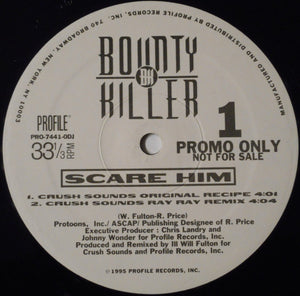 MANUFACTURED AND DISTRIBUTED BY PROFILE RECORDS, INC. 740 BROADWAY, NEW YORK, NY 10003
BOUNTY
KILLER
PROFILE®
PRO-7441-0DJ
33⅓ RPM
1
PROMO ONLY
NOT FOR SALE
SCARE HIM
1. CRUSH SOUNDS ORIGINAL RECIPE 4:01
2. CRUSH SOUNDS RAY RAY REMIX 4:04
(W. Fulton-R. Price)
Protooms, Inc./ ASCAP/ Publishing Designee of R. Price
Executive Producer : Chris Landry and
Johnny Wonder for Profile Records, Inc.
Produced and Remixed by Ill Will Fulton for
Crush Sounds and Profile Records, Inc.
© 1995 PROFILE RECORDS, INC.